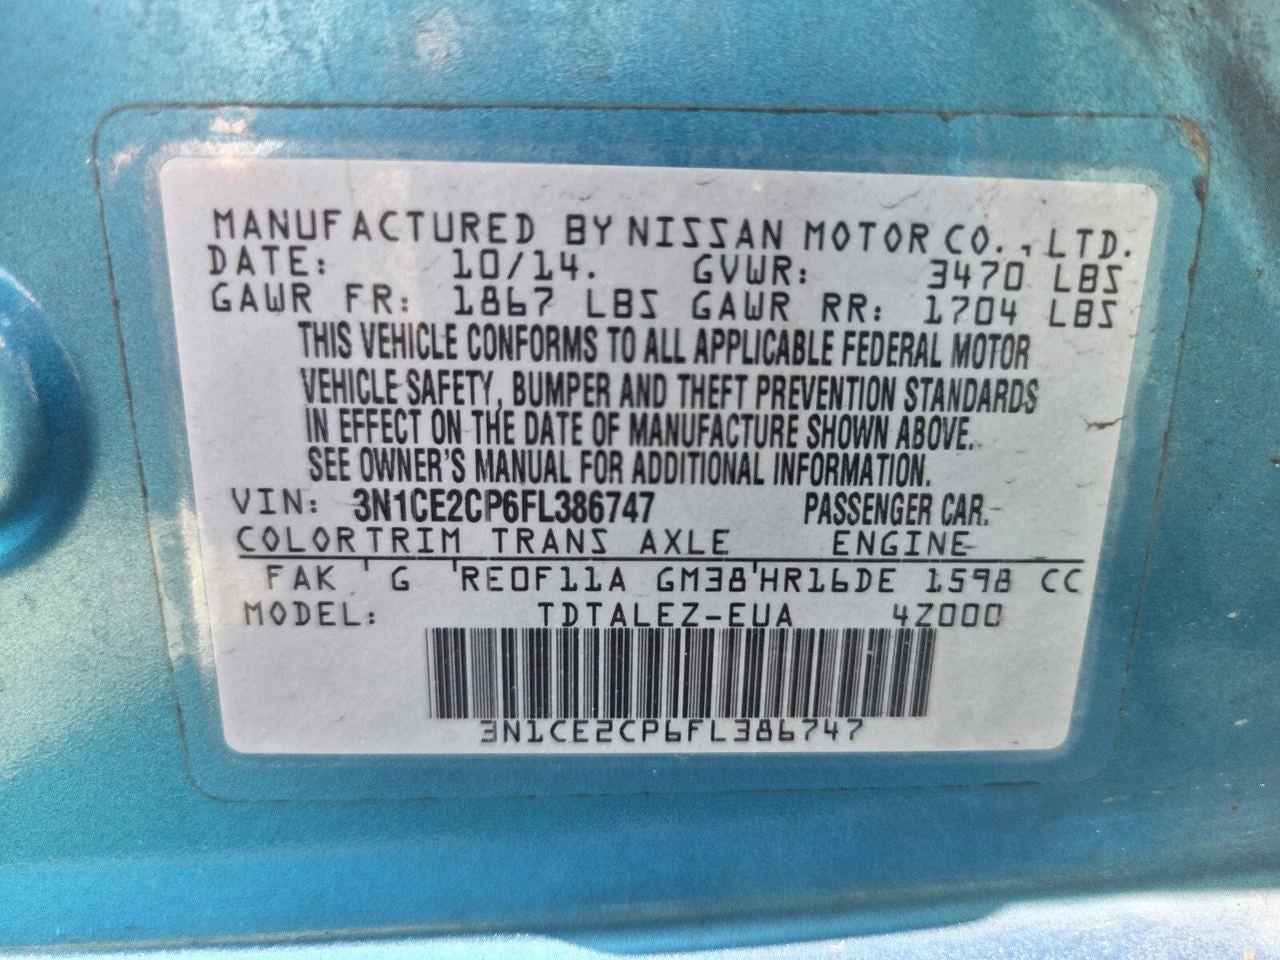 MANUFACTURED BY NISSAN MOTOR CO., LTD.
DATE: 10/14. GVWR: 3470 LBS
GAWR FR: 1867 LBS GAWR RR: 1704 LBS
THIS VEHICLE CONFORMS TO ALL APPLICABLE FEDERAL MOTOR
VEHICLE SAFETY, BUMPER AND THEFT PREVENTION STANDARDS
IN EFFECT ON THE DATE OF MANUFACTURE SHOWN ABOVE.
SEE OWNER'S MANUAL FOR ADDITIONAL INFORMATION.
VIN: 3N1CE2CP6FL386747 PASSENGER CAR.
COLOR TRIM TRANS AXLE ENGINE
FAK ' G 'RE0F11A GM38'HR16DE 1598 CC
MODEL: TDTALEZ-EUA 4Z000
3N1CE2CP6FL386747